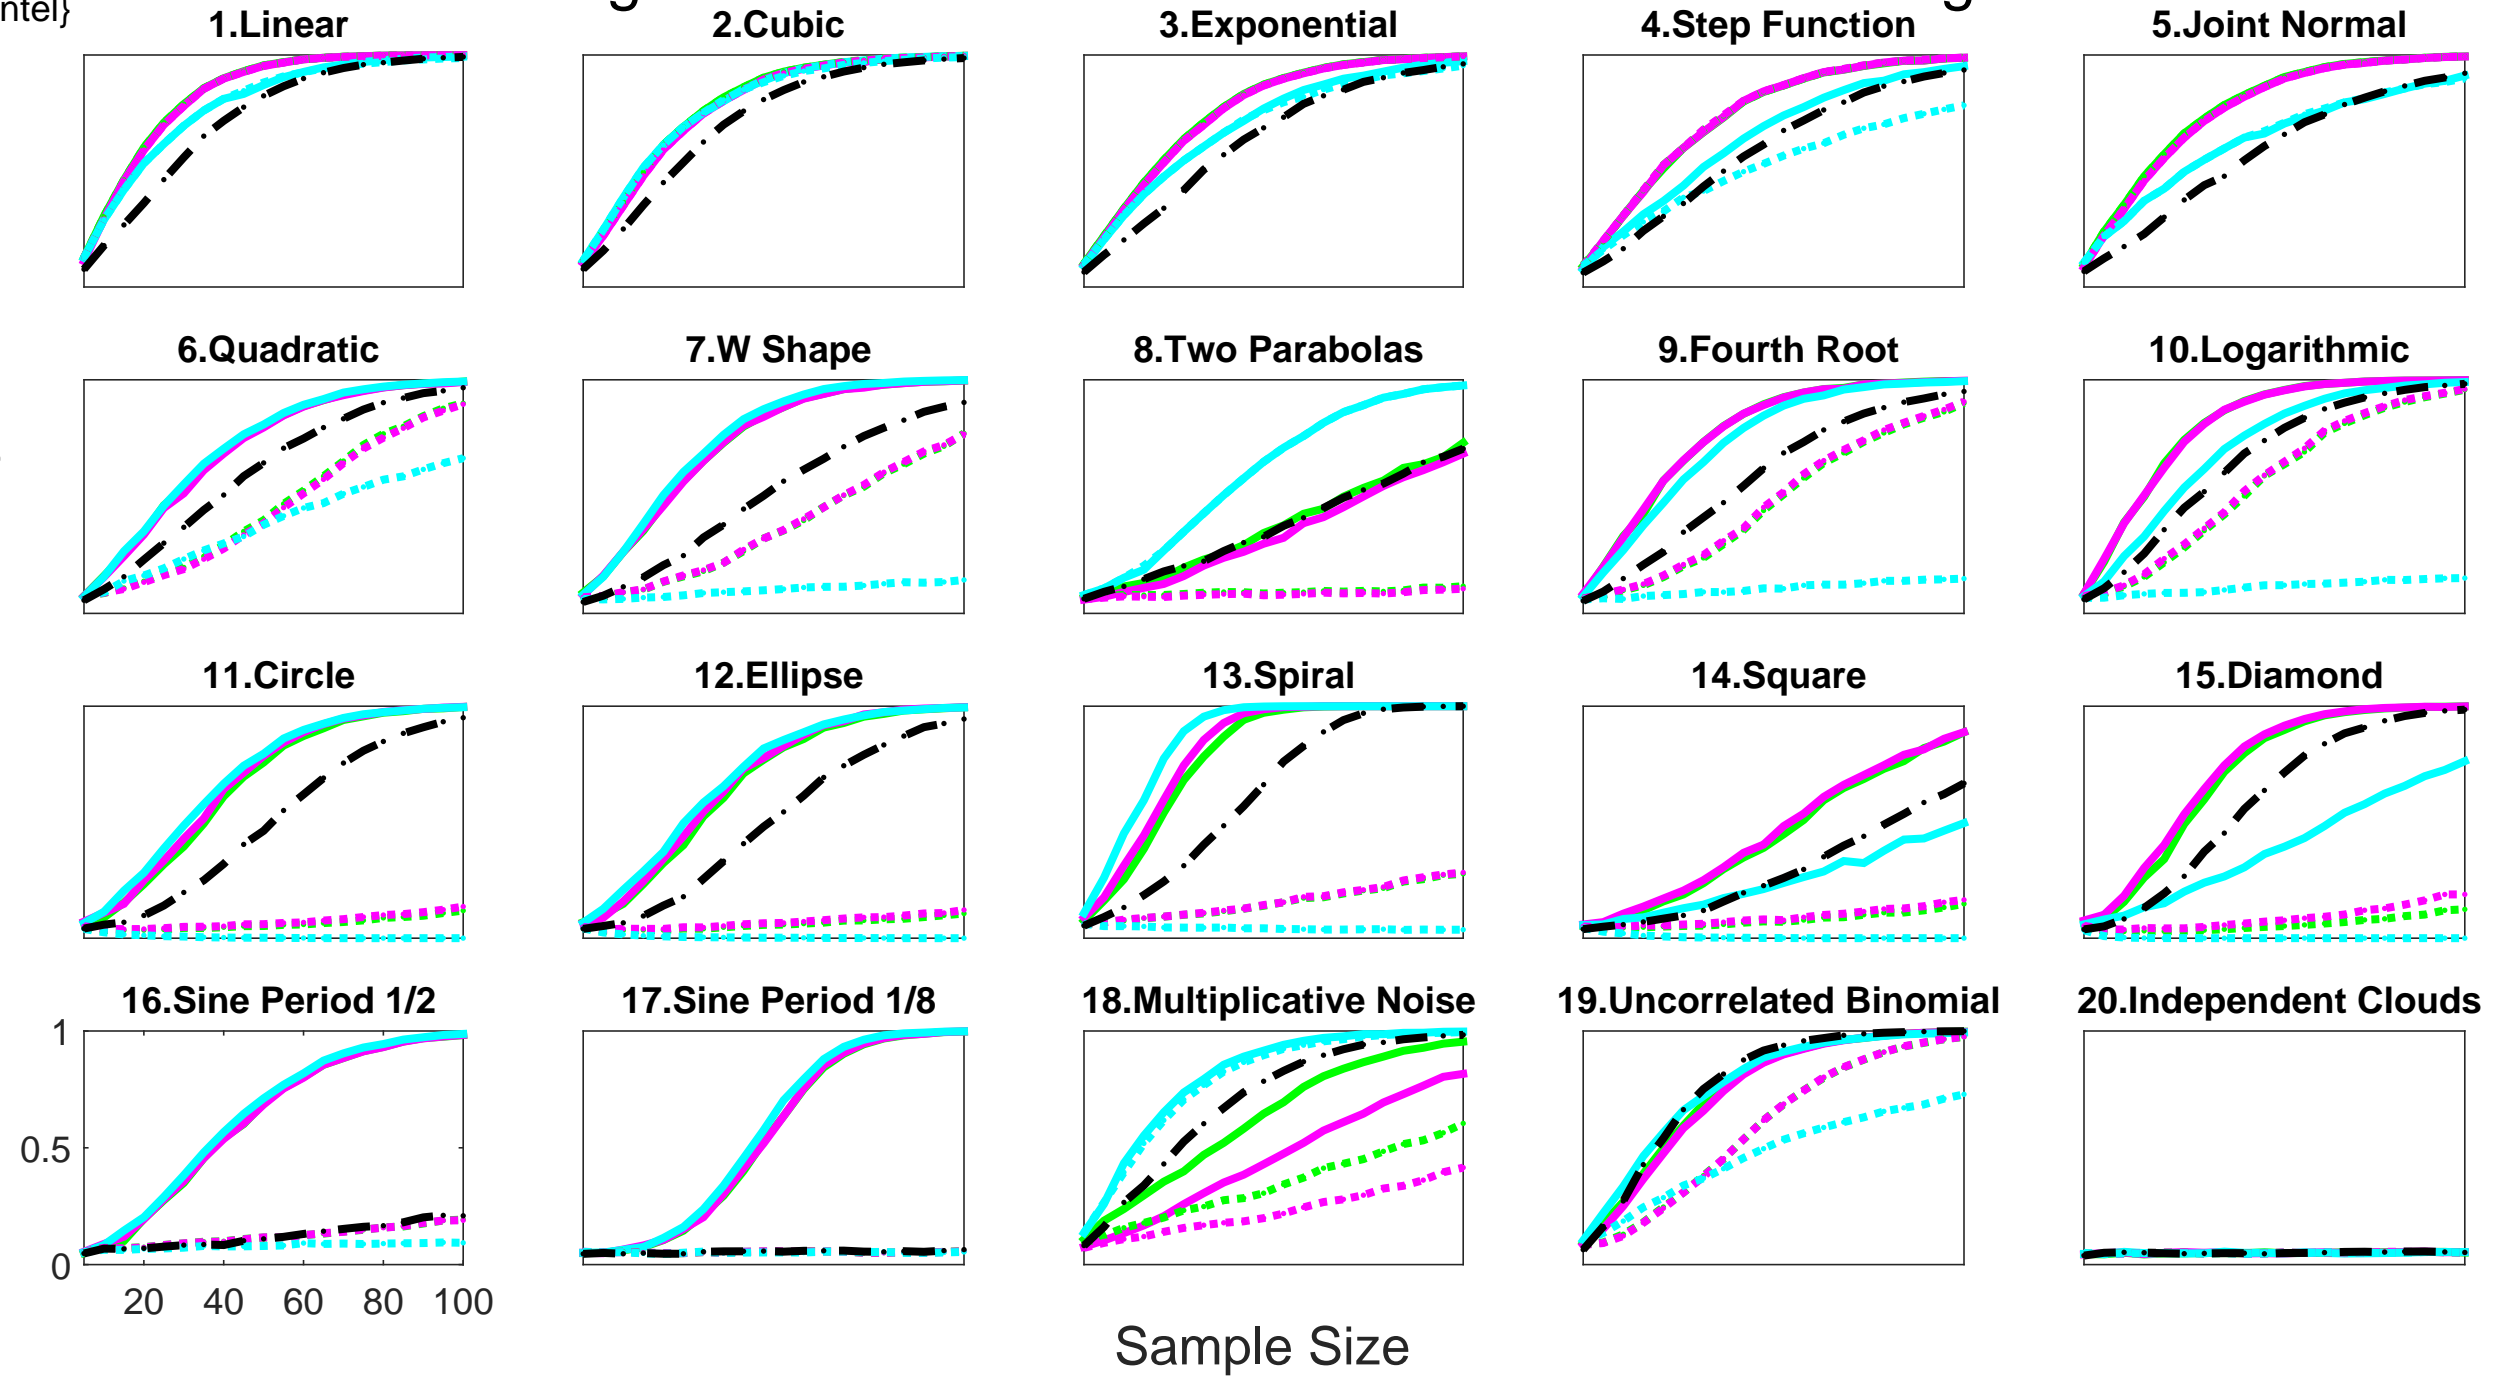 ntel}
1.Linear
2.Cubic
3.Exponential
4.Step Function
5.Joint Normal
6.Quadratic
7.W Shape
8.Two Parabolas
9.Fourth Root
10.Logarithmic
11.Circle
12.Ellipse
13.Spiral
14.Square
15.Diamond
16.Sine Period 1/2
17.Sine Period 1/8
18.Multiplicative Noise
19.Uncorrelated Binomial
20.Independent Clouds
1
0.5
0
20 40 60 80 100
Sample Size